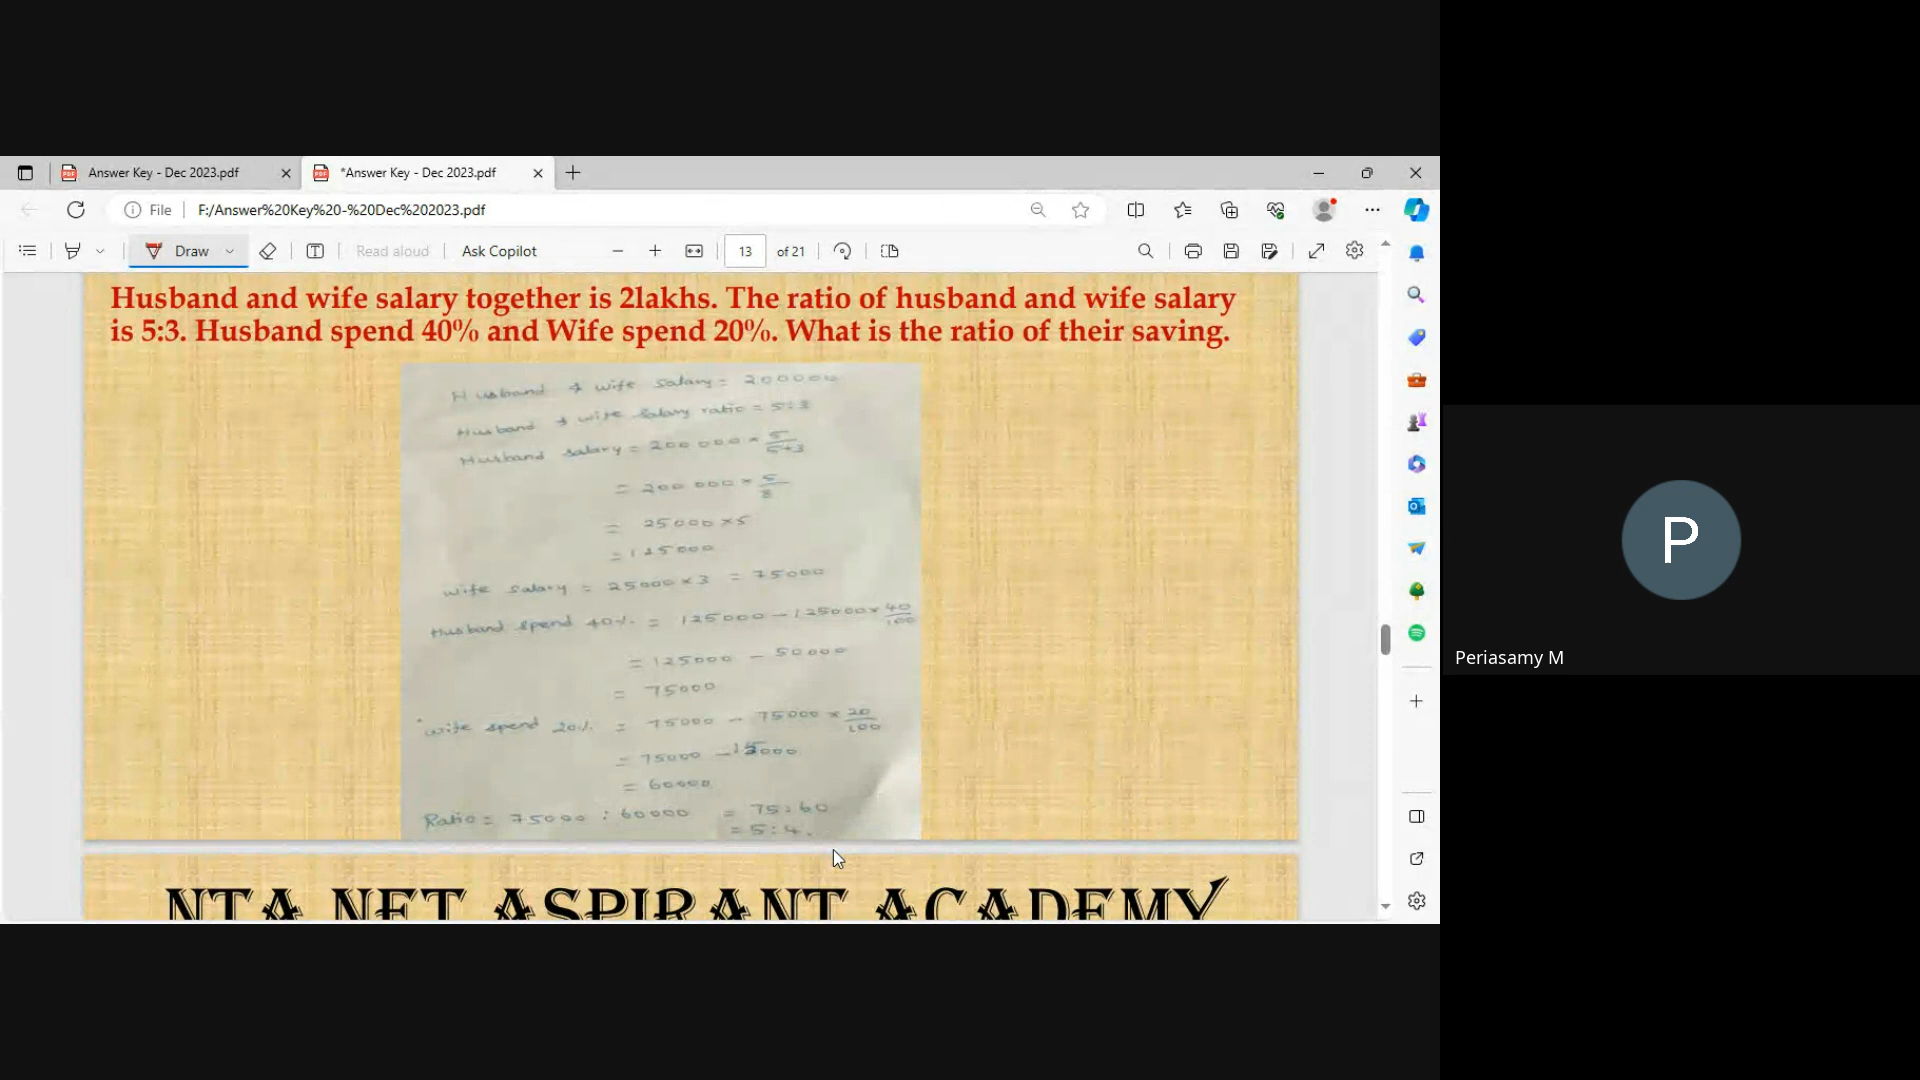 Answer Key - Dec 2023.pdf
*Answer Key - Dec 2023.pdf
File
F:/Answer%20Key%20-%20Dec%202023.pdf
Draw
Read aloud
Ask Copilot
13
of 21
Husband and wife salary together is 2lakhs. The ratio of husband and wife salary
is 5:3. Husband spend 40% and Wife spend 20%. What is the ratio of their saving.
Husband & wife salary = 200000
Husband & wife salary ratio = 5:3
Husband salary = 200 000 × 5/5+3
= 200 000 × 5/8
= 25000 × 5
= 125000
wife salary = 25000 × 3 = 75000
Husband spend 40% = 125000 - 125000 × 40/100
= 125000 - 50000
= 75000
wife spend 20% = 75000 - 75000 × 20/100
= 75000 - 15000
= 60000
Ratio = 75000 : 60000 = 75:60
= 5:4.
NTA NET ASPIRANT ACADEMY
P
Periasamy M